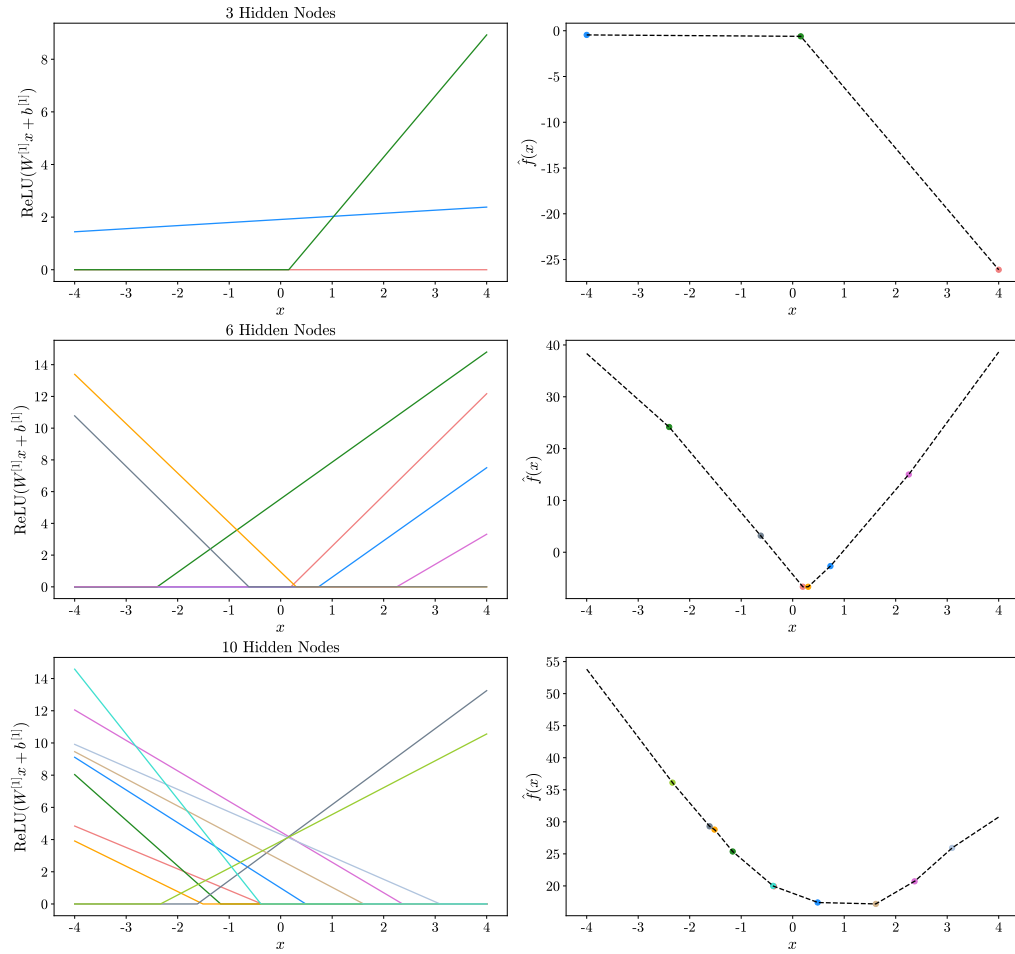 3 Hidden Nodes
ReLU(W^{[1]}x + b^{[1]})
8
6
4
2
0
-4 -3 -2 -1 0 1 2 3 4
x
f̂(x)
0
-5
-10
-15
-20
-25
-4 -3 -2 -1 0 1 2 3 4
x
6 Hidden Nodes
ReLU(W^{[1]}x + b^{[1]})
14
12
10
8
6
4
2
0
-4 -3 -2 -1 0 1 2 3 4
x
f̂(x)
40
30
20
10
0
-4 -3 -2 -1 0 1 2 3 4
x
10 Hidden Nodes
ReLU(W^{[1]}x + b^{[1]})
14
12
10
8
6
4
2
0
-4 -3 -2 -1 0 1 2 3 4
x
f̂(x)
55
50
45
40
35
30
25
20
-4 -3 -2 -1 0 1 2 3 4
x